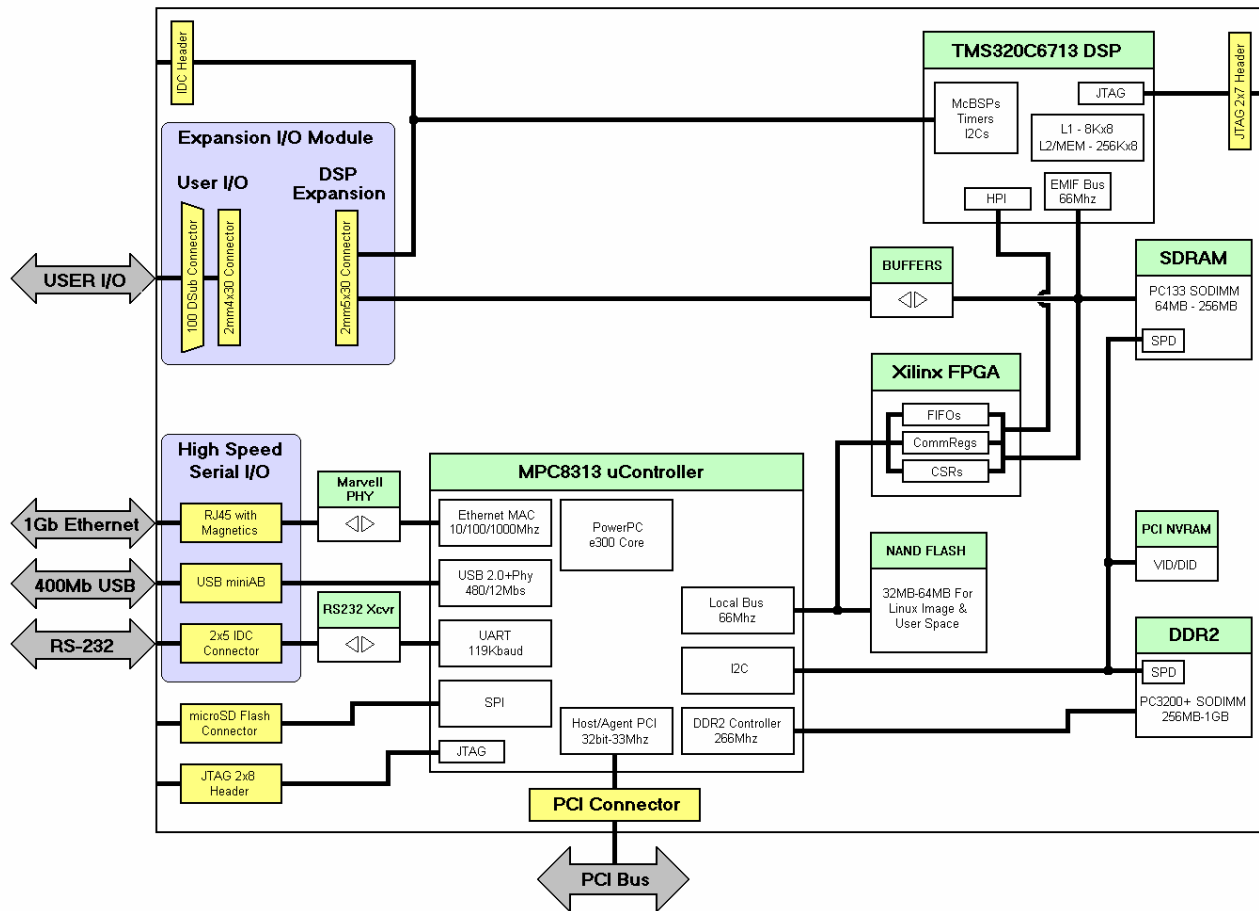 IDC Header
TMS320C6713 DSP
McBSPs
Timers
I2Cs
JTAG
L1 - 8Kx8
L2/MEM - 256Kx8
HPI
EMIF Bus
66Mhz
JTAG 2x7 Header
Expansion I/O Module
User I/O
DSP
Expansion
100 DSub Connector
2mm4x30 Connector
2mm5x30 Connector
USER I/O
BUFFERS
SDRAM
PC133 SODIMM
64MB - 256MB
SPD
Xilinx FPGA
FIFOs
CommRegs
CSRs
High Speed
Serial I/O
Marvell
PHY
MPC8313 uController
1Gb Ethernet
RJ45 with
Magnetics
Ethernet MAC
10/100/1000Mhz
PowerPC
e300 Core
400Mb USB
USB miniAB
USB 2.0+Phy
480/12Mbs
RS-232
2x5 IDC
Connector
RS232 Xcvr
UART
119Kbaud
Local Bus
66Mhz
NAND FLASH
32MB-64MB For
Linux Image &
User Space
PCI NVRAM
VID/DID
I2C
DDR2
SPD
PC3200+ SODIMM
256MB-1GB
microSD Flash
Connector
SPI
Host/Agent PCI
32bit-33Mhz
DDR2 Controller
266Mhz
JTAG 2x8
Header
JTAG
PCI Connector
PCI Bus